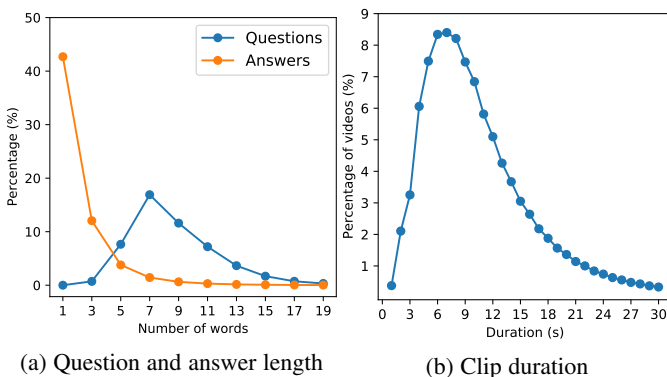 50
40
30
20
10
0
Percentage (%)
Questions
Answers
1 3 5 7 9 11 13 15 17 19
Number of words
(a) Question and answer length
9
8
7
6
5
4
3
2
1
Percentage of videos (%)
0 3 6 9 12 15 18 21 24 27 30
Duration (s)
(b) Clip duration